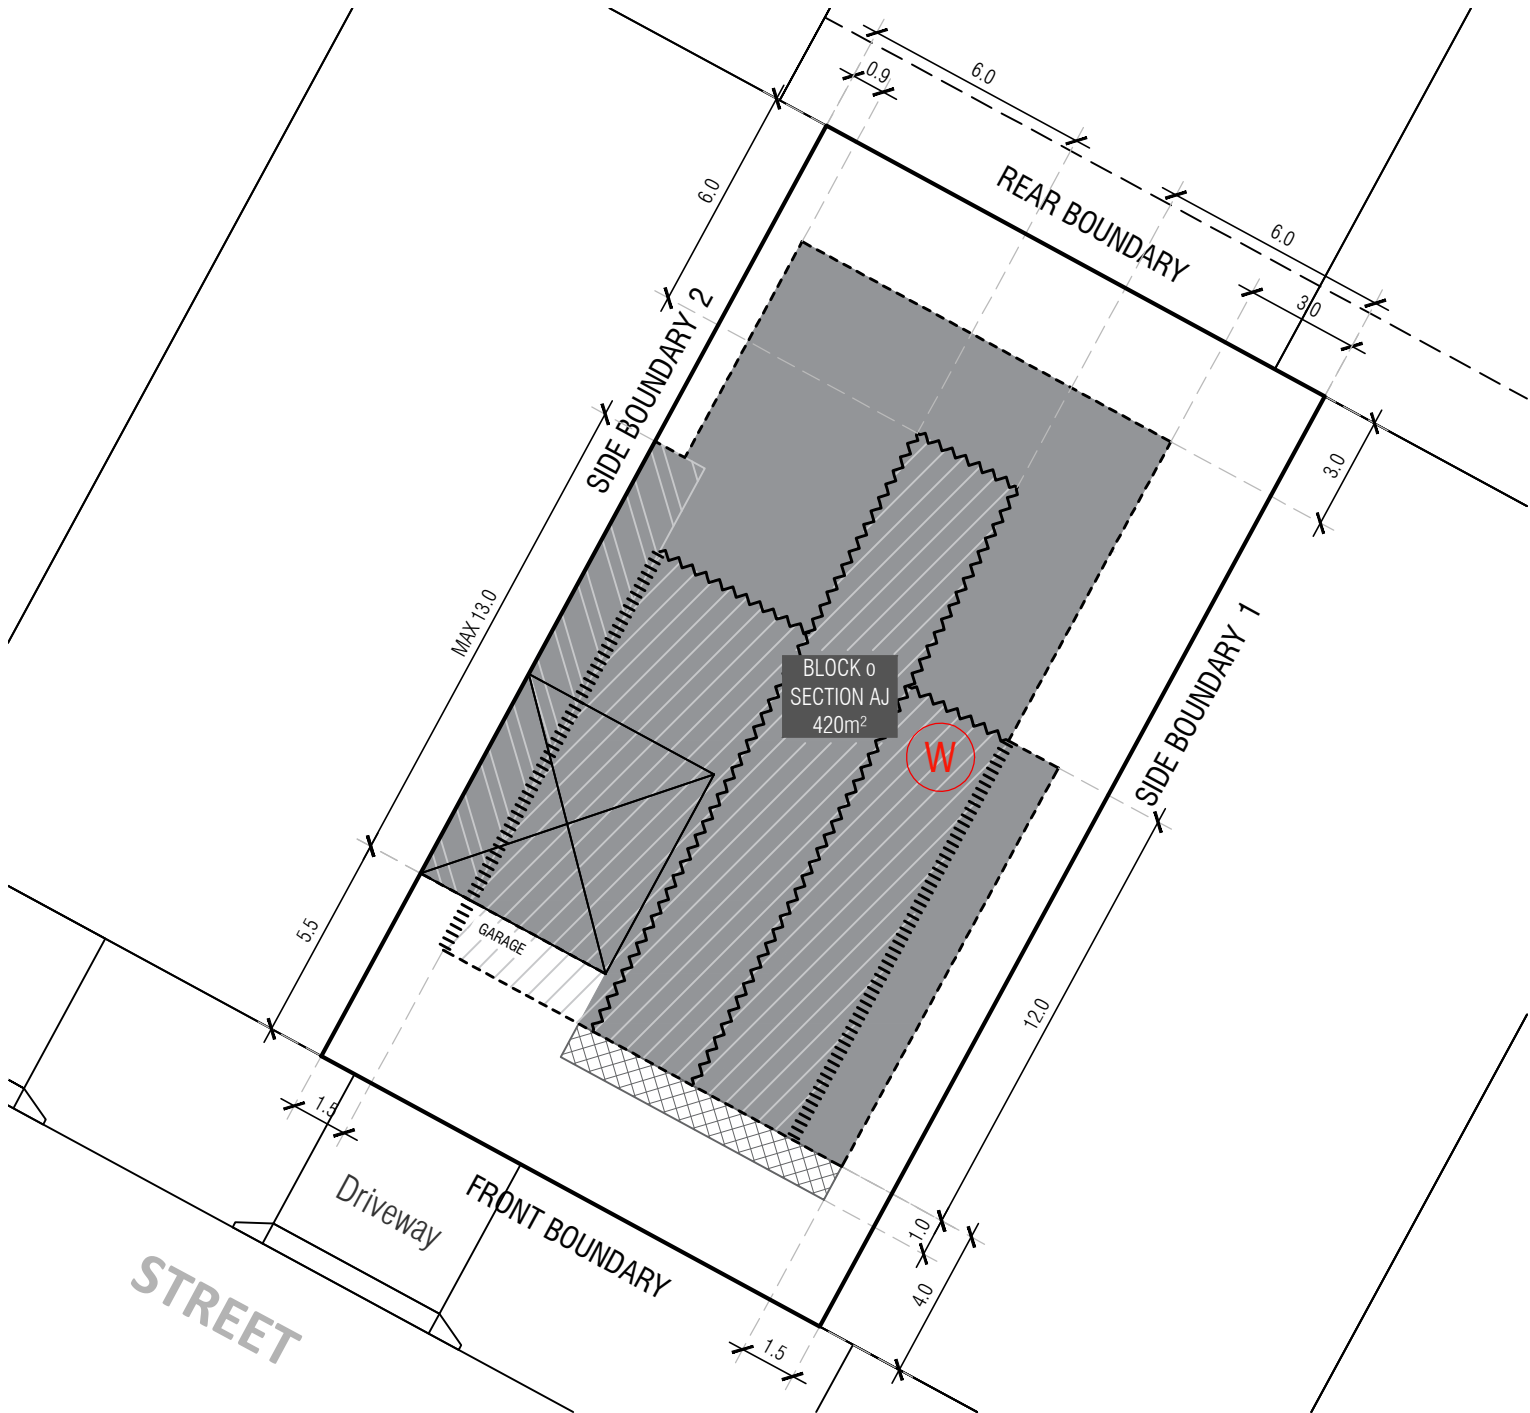 6.0
0.9
REAR BOUNDARY
6.0
6.0
3.0
SIDE BOUNDARY 2
3.0
MAX 13.0
SIDE BOUNDARY 1
BLOCK o
SECTION AJ
420m²
W
5.5
GARAGE
12.0
1.5
Driveway
FRONT BOUNDARY
1.0
4.0
STREET
1.5